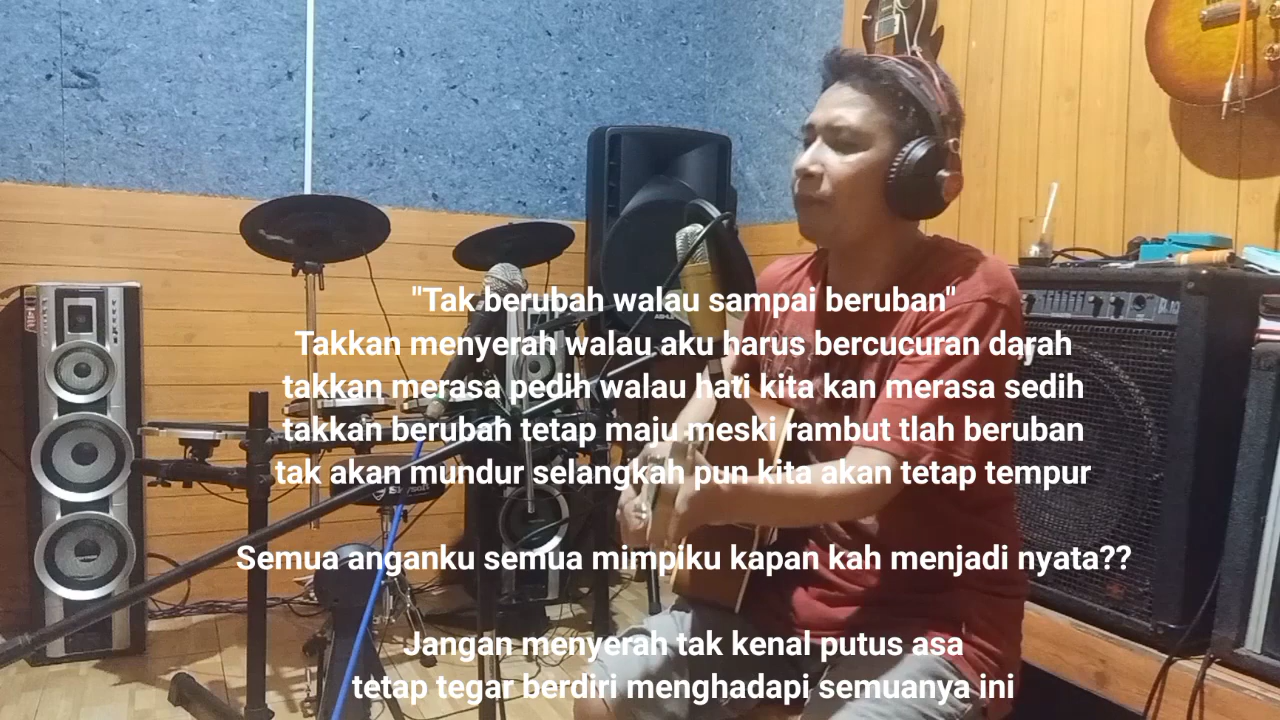 "Tak berubah walau sampai beruban"
Takkan menyerah walau aku harus bercucuran darah
takkan merasa pedih walau hati kita kan merasa sedih
takkan berubah tetap maju meski rambut tlah beruban
tak akan mundur selangkah pun kita akan tetap tempur
Semua anganku semua mimpiku kapan kah menjadi nyata??
Jangan menyerah tak kenal putus asa
tetap tegar berdiri menghadapi semuanya ini